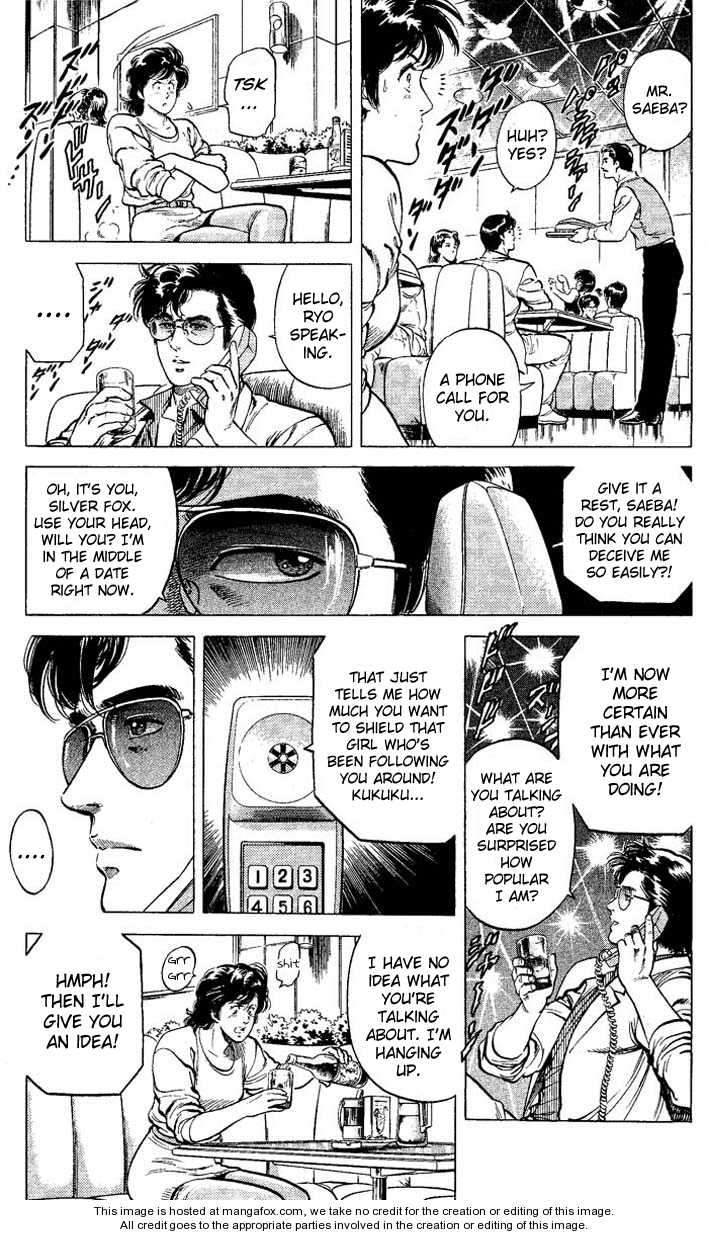 MR.
SAEBA?
HUH?
YES?
A PHONE
CALL FOR
YOU.
TSK
...
HELLO,
RYO
SPEAK-
ING.
....
GIVE IT A
REST, SAEBA!
DO YOU REALLY
THINK YOU CAN
DECEIVE ME
SO EASILY?!
OH, IT'S YOU,
SILVER FOX.
USE YOUR HEAD,
WILL YOU? I'M
IN THE MIDDLE
OF A DATE
RIGHT NOW.
I'M NOW
MORE
CERTAIN
THAN EVER
WITH WHAT
YOU ARE
DOING!
WHAT ARE
YOU TALKING
ABOUT?
ARE YOU
SURPRISED
HOW
POPULAR
I AM?
THAT JUST
TELLS ME HOW
MUCH YOU WANT
TO SHIELD THAT
GIRL WHO'S
BEEN FOLLOWING
YOU AROUND!
KUKUKU...
1 2 3
4 5 6
....
I HAVE NO
IDEA WHAT
YOU'RE
TALKING
ABOUT. I'M
HANGING
UP.
shit
Grr
Grr
HMPH!
THEN I'LL
GIVE YOU
AN IDEA!
This image is hosted at mangafox.com, we take no credit for the creation or editing of this image.
All credit goes to the appropriate parties involved in the creation or editing of this image.